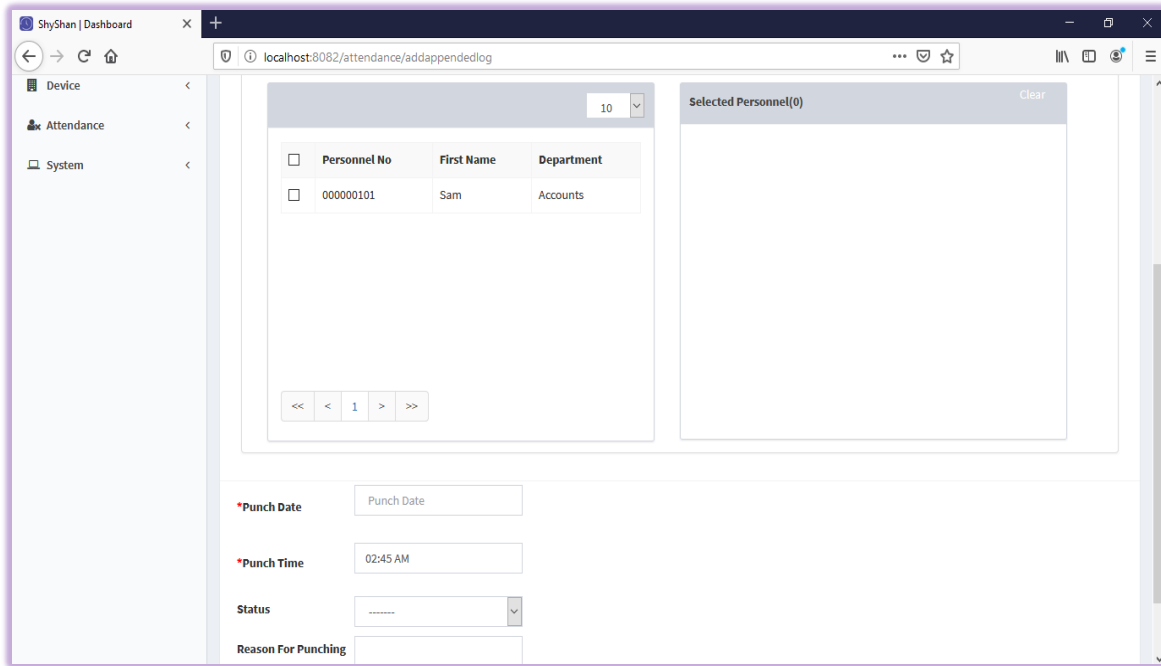 ShyShan | Dashboard
localhost:8082/attendance/addappendedlog
Device
Attendance
System
10
Personnel No First Name Department
000000101 Sam Accounts
<< < 1 > >>
Selected Personnel(0) Clear
*Punch Date Punch Date
*Punch Time 02:45 AM
Status -------
Reason For Punching